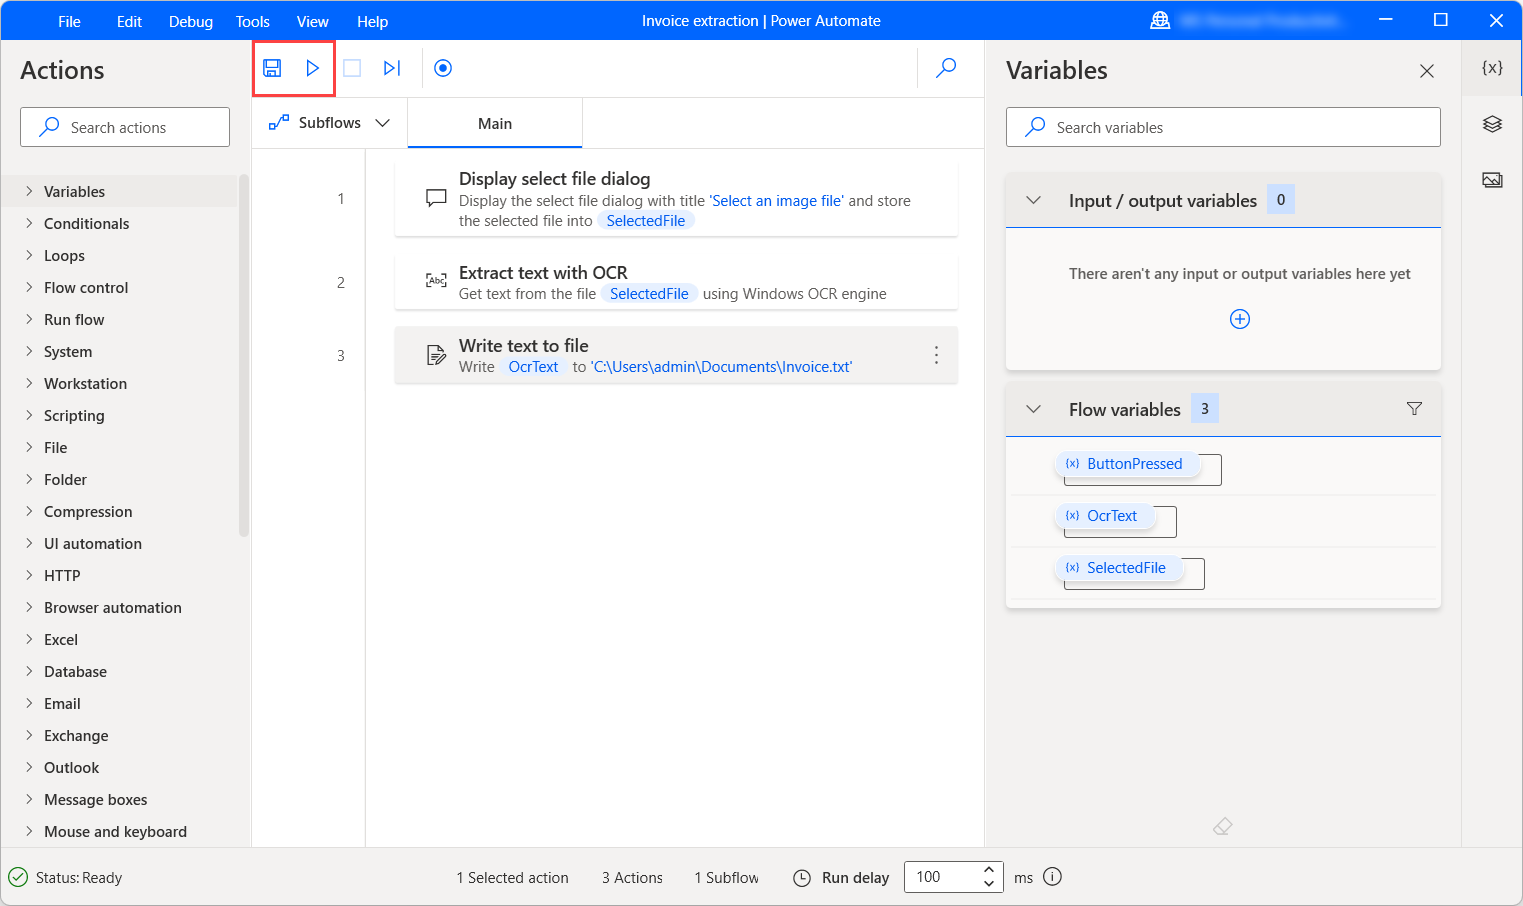 File Edit Debug Tools View Help
Invoice extraction | Power Automate
Actions
Search actions
Variables
Conditionals
Loops
Flow control
Run flow
System
Workstation
Scripting
File
Folder
Compression
UI automation
HTTP
Browser automation
Excel
Database
Email
Exchange
Outlook
Message boxes
Mouse and keyboard
Subflows
Main
1
Display select file dialog
Display the select file dialog with title 'Select an image file' and store
the selected file into SelectedFile
2
Abc
Extract text with OCR
Get text from the file SelectedFile using Windows OCR engine
3
Write text to file
Write OcrText to 'C:\Users\admin\Documents\Invoice.txt'
Variables
{x}
Search variables
Input / output variables 0
There aren't any input or output variables here yet
Flow variables 3
{x} ButtonPressed
{x} OcrText
{x} SelectedFile
Status: Ready
1 Selected action
3 Actions
1 Subflow
Run delay
100
ms